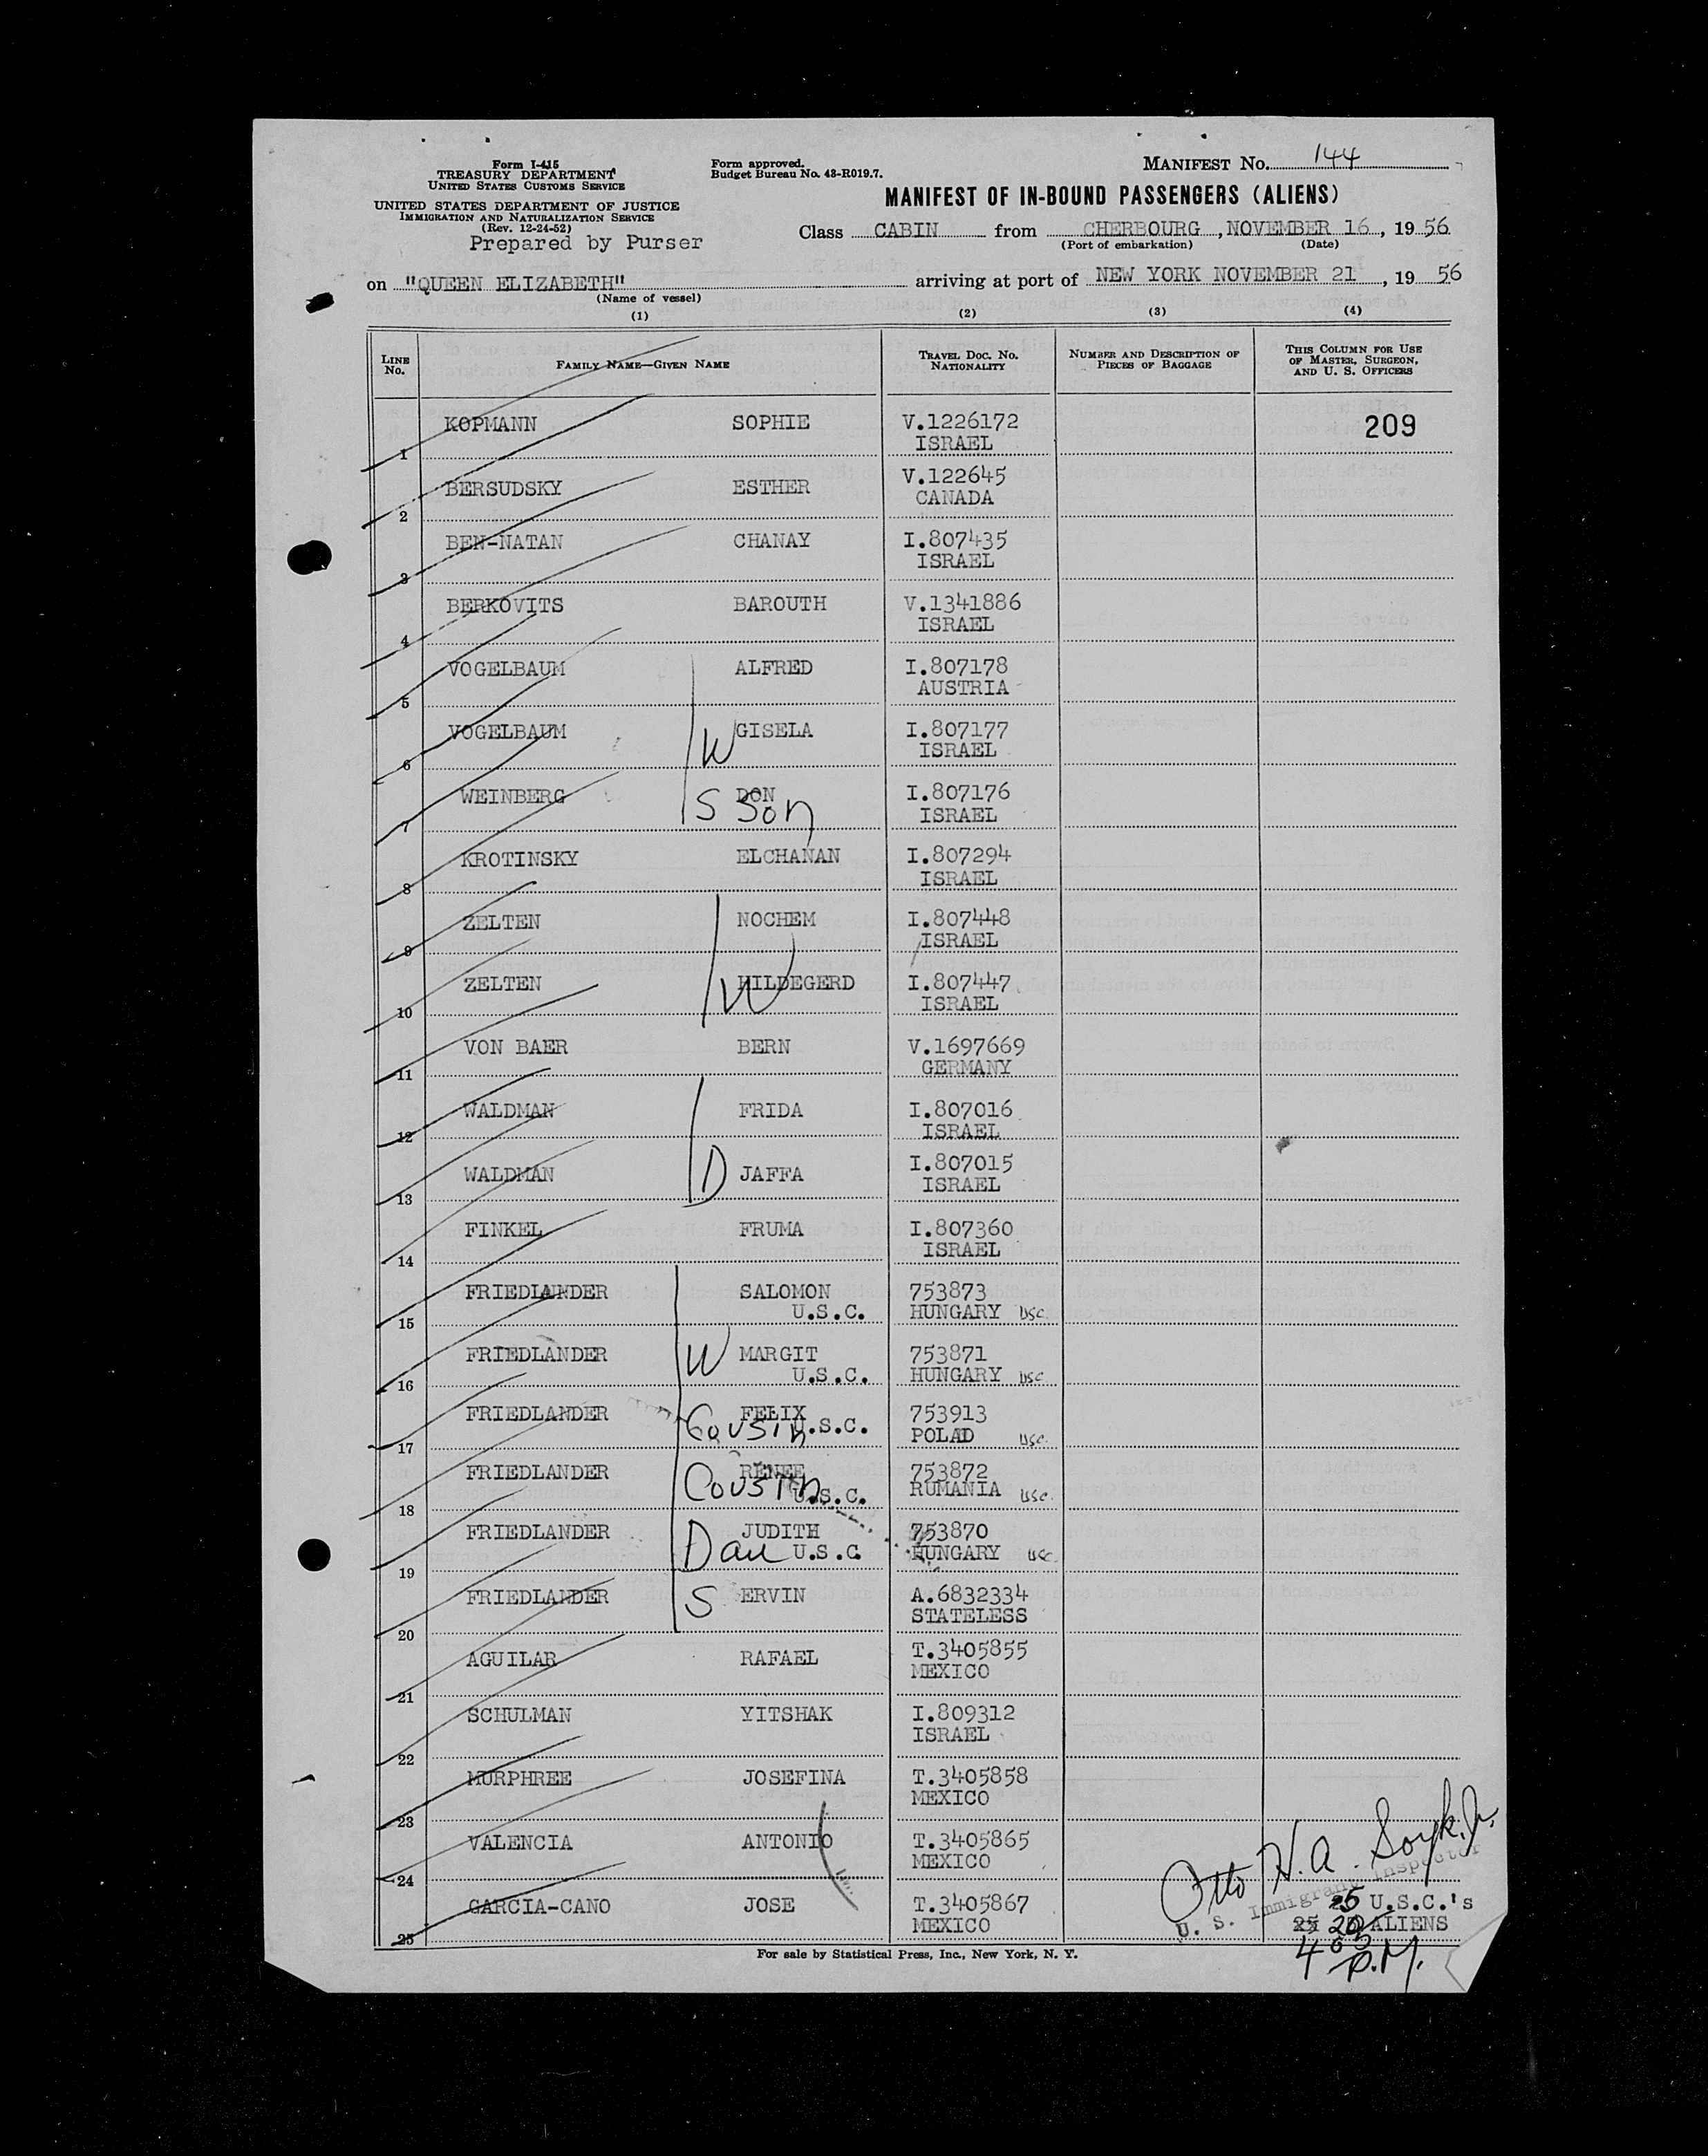 Form I-415
TREASURY DEPARTMENT
UNITED STATES CUSTOMS SERVICE
UNITED STATES DEPARTMENT OF JUSTICE
IMMIGRATION AND NATURALIZATION SERVICE
(Rev. 12-24-52)
Prepared by Purser
Form approved.
Budget Bureau No. 43-R019.7.
MANIFEST No. 144
MANIFEST OF IN-BOUND PASSENGERS (ALIENS)
Class CABIN from CHERBOURG, NOVEMBER 16, 1956
(Port of embarkation) (Date)
on "QUEEN ELIZABETH" arriving at port of NEW YORK NOVEMBER 21, 1956
(Name of vessel)
(1) (2) (3) (4)
LINE No. FAMILY NAME—GIVEN NAME TRAVEL DOC. No. NATIONALITY NUMBER AND DESCRIPTION OF PIECES OF BAGGAGE THIS COLUMN FOR USE OF MASTER, SURGEON, AND U. S. OFFICERS
209
1 KOPMANN SOPHIE V.1226172
ISRAEL
2 BERSUDSKY ESTHER V.122645
CANADA
3 BEN-NATAN CHANAY I.807435
ISRAEL
4 BERKOVITS BAROUTH V.1341886
ISRAEL
5 VOGELBAUM ALFRED I.807178
AUSTRIA
6 VOGELBAUM W GISELA I.807177
ISRAEL
7 WEINBERG S Son DON I.807176
ISRAEL
8 KROTINSKY ELCHANAN I.807294
ISRAEL
9 ZELTEN NOCHEM I.807448
ISRAEL
10 ZELTEN W HILDEGERD I.807447
ISRAEL
11 VON BAER BERN V.1697669
GERMANY
12 WALDMAN FRIDA I.807016
ISRAEL
13 WALDMAN D JAFFA I.807015
ISRAEL
14 FINKEL FRUMA I.807360
ISRAEL
15 FRIEDLANDER SALOMON 753873
U.S.C. HUNGARY USC
16 FRIEDLANDER W MARGIT 753871
U.S.C. HUNGARY USC
17 FRIEDLANDER Cousin FELIX 753913
U.S.C. POLAD USC
18 FRIEDLANDER Cousin RENEE 753872
U.S.C. RUMANIA USC
19 FRIEDLANDER Dau JUDITH 753870
U.S.C HUNGARY USC
20 FRIEDLANDER S ERVIN A.6832334
STATELESS
21 AGUILAR RAFAEL T.3405855
MEXICO
22 SCHULMAN YITSHAK I.809312
ISRAEL
23 MURPHREE JOSEFINA T.3405858
MEXICO
24 VALENCIA ANTONIO T.3405865
MEXICO
25 GARCIA-CANO JOSE T.3405867
MEXICO
Otto H.A. Soyk. Jr.
U. S. Immigrant Inspector
5 U.S.C.'s
25 20 ALIENS
4 03
P.M.
For sale by Statistical Press, Inc., New York, N. Y.